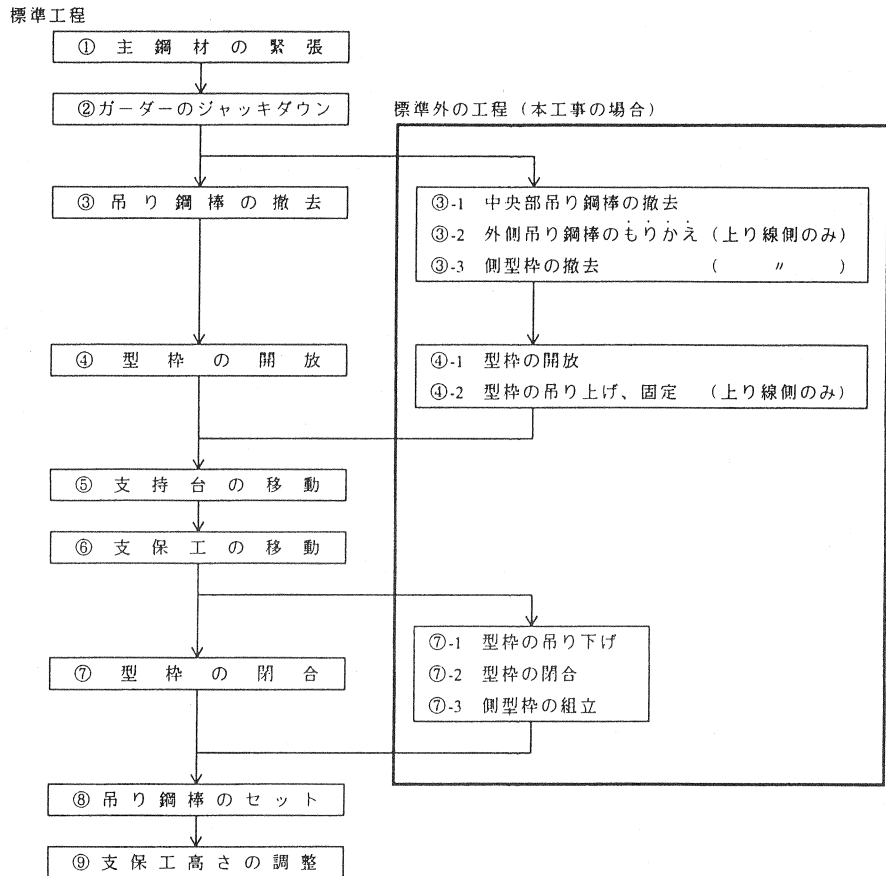 標準工程
① 主鋼材の緊張
②ガーダーのジャッキダウン
標準外の工程（本工事の場合）
③ 吊り鋼棒の撤去
③-1 中央部吊り鋼棒の撤去
③-2 外側吊り鋼棒のもりかえ（上り線側のみ）
③-3 側型枠の撤去 （ 〃 ）
④ 型枠の開放
④-1 型枠の開放
④-2 型枠の吊り上げ、固定 （上り線側のみ）
⑤ 支持台の移動
⑥ 支保工の移動
⑦-1 型枠の吊り下げ
⑦ 型枠の閉合
⑦-2 型枠の閉合
⑦-3 側型枠の組立
⑧ 吊り鋼棒のセット
⑨ 支保工高さの調整